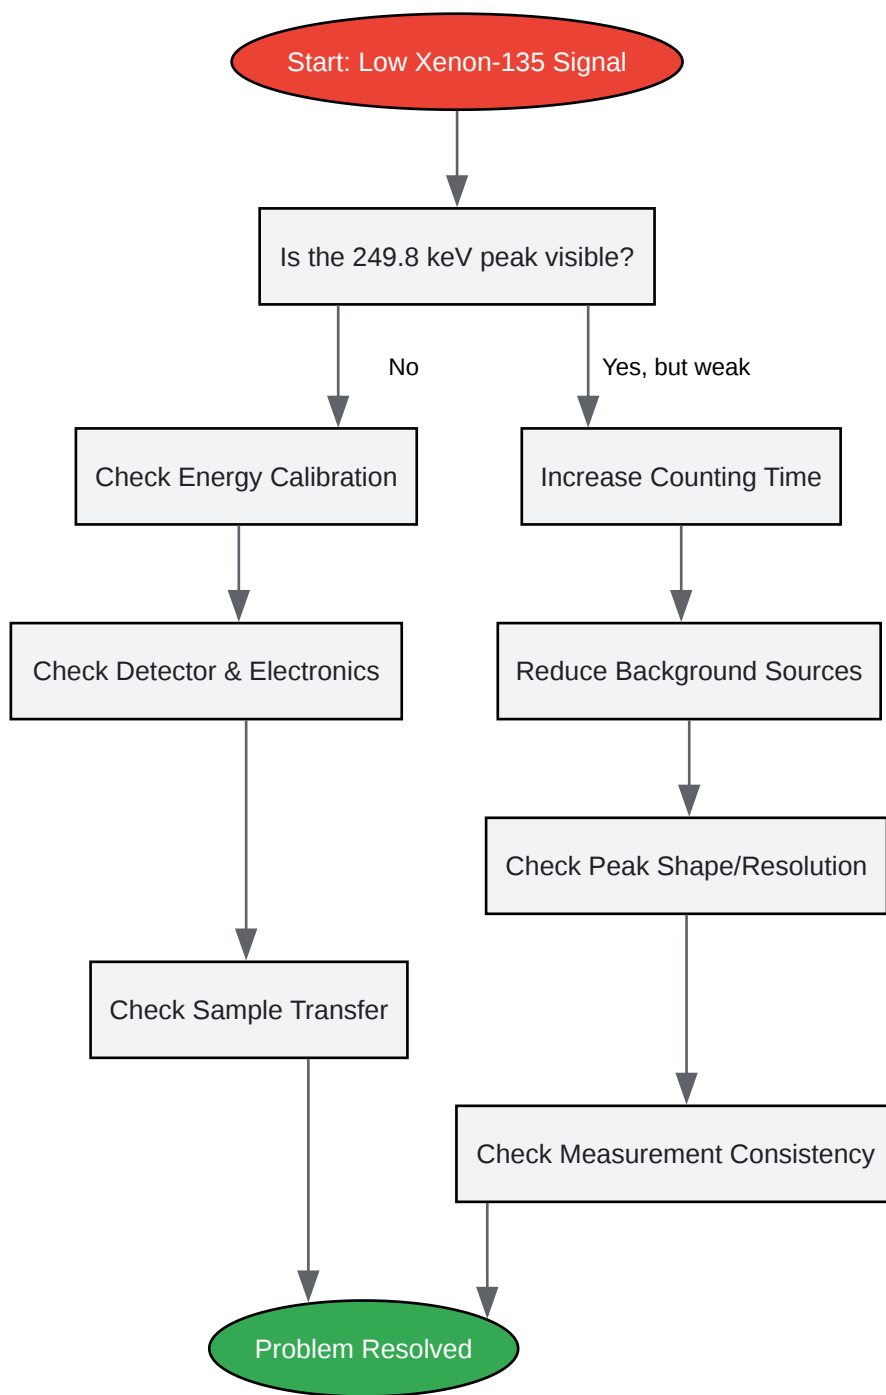 Start: Low Xenon-135 Signal
Is the 249.8 keV peak visible?
No
Yes, but weak
Check Energy Calibration
Increase Counting Time
Check Detector & Electronics
Reduce Background Sources
Check Peak Shape/Resolution
Check Sample Transfer
Check Measurement Consistency
Problem Resolved